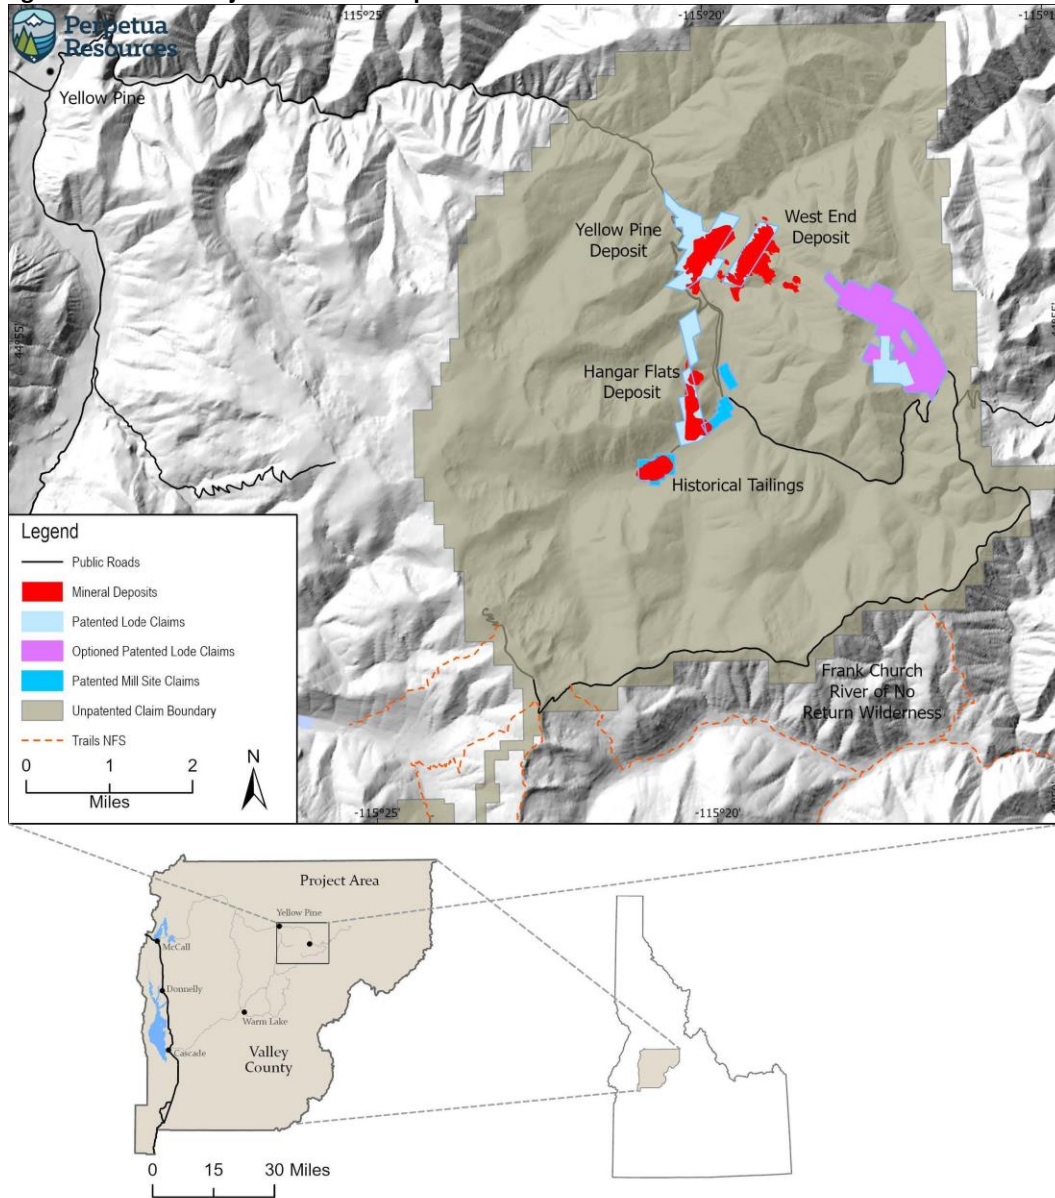 Perpetua
Resources
-115°25'
-115°20'
Yellow Pine
Yellow Pine
Deposit
West End
Deposit
Hangar Flats
Deposit
Historical Tailings
Legend
Public Roads
Mineral Deposits
Patented Lode Claims
Optioned Patented Lode Claims
Patented Mill Site Claims
Unpatented Claim Boundary
Trails NFS
0 1 2
Miles
N
Frank Church
River of No
Return Wilderness
-115°25'
-115°20'
Project Area
Yellow Pine
McCall
Donnelly
Warm Lake
Cascade
Valley
County
0 15 30 Miles